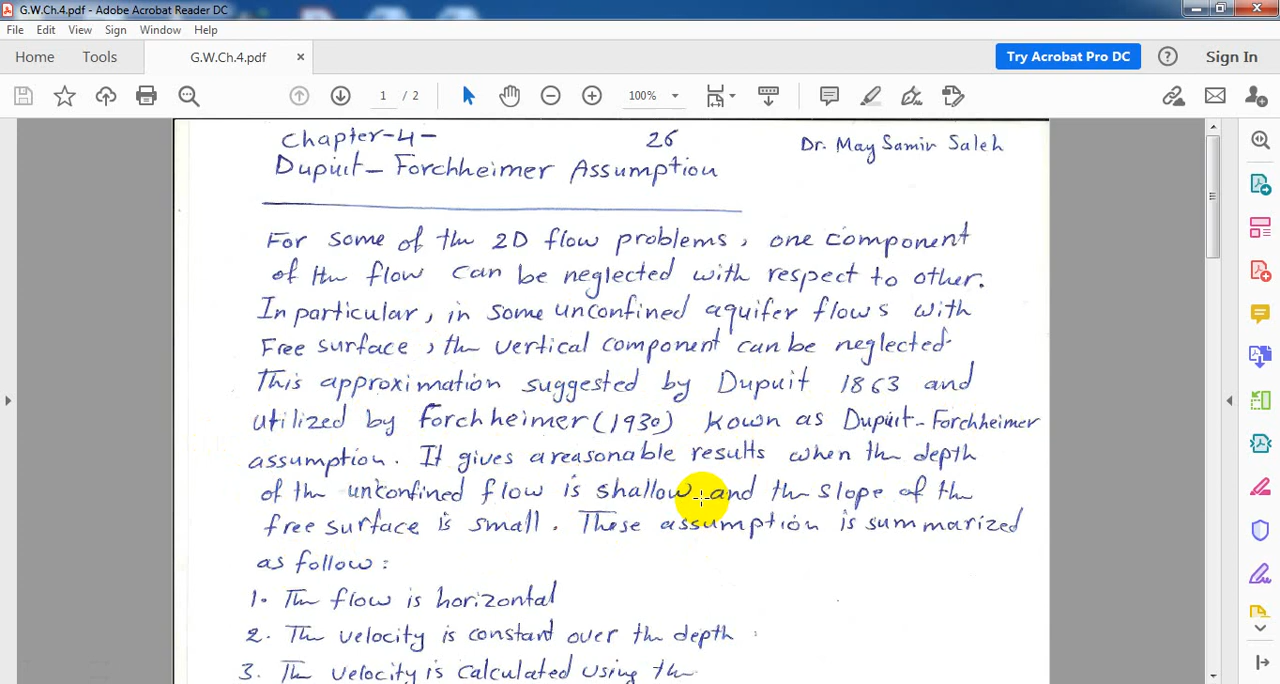 G.W.Ch.4.pdf - Adobe Acrobat Reader DC
File Edit View Sign Window Help
Home Tools G.W.Ch.4.pdf × Try Acrobat Pro DC Sign In
1 / 2 100%
Chapter-4- 26 Dr. May Samir Saleh
Dupuit_ Forchheimer Assumption
For some of the 2D flow problems, one component
of the flow can be neglected with respect to other.
In particular, in some unconfined aquifer flows with
Free surface, the vertical component can be neglected.
This approximation suggested by Dupuit 1863 and
utilized by forchheimer (1930) kown as Dupuit_Forchheimer
assumption. It gives a reasonable results when the depth
of the unconfined flow is shallow and the slope of the
free surface is small. These assumption is summarized
as follow:
1. The flow is horizontal
2. The velocity is constant over the depth
3. The velocity is calculated using the